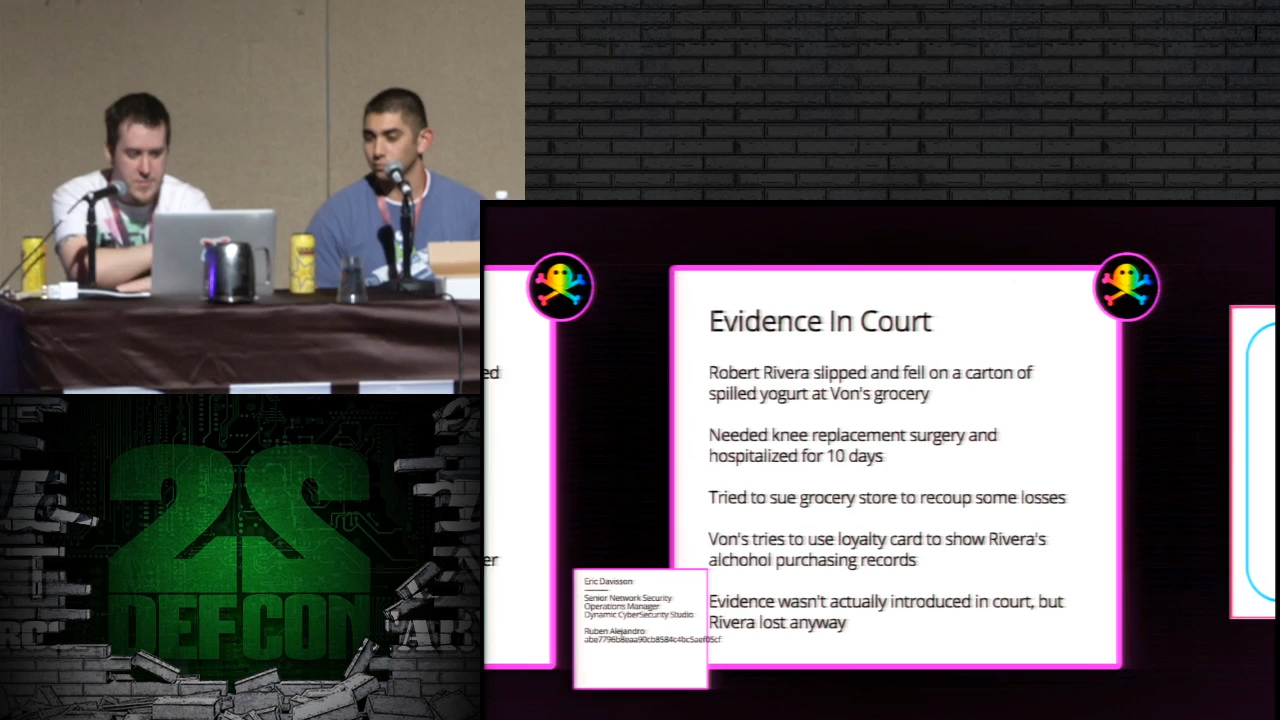 Evidence In Court
Robert Rivera slipped and fell on a carton of
spilled yogurt at Von's grocery
Needed knee replacement surgery and
hospitalized for 10 days
Tried to sue grocery store to recoup some losses
Von's tries to use loyalty card to show Rivera's
alchohol purchasing records
Evidence wasn't actually introduced in court, but
Rivera lost anyway
ed
er
Eric Davisson
Senior Network Security
Operations Manager
Dynamic CyberSecurity Studio
Ruben Alejandro
22
DEFCON